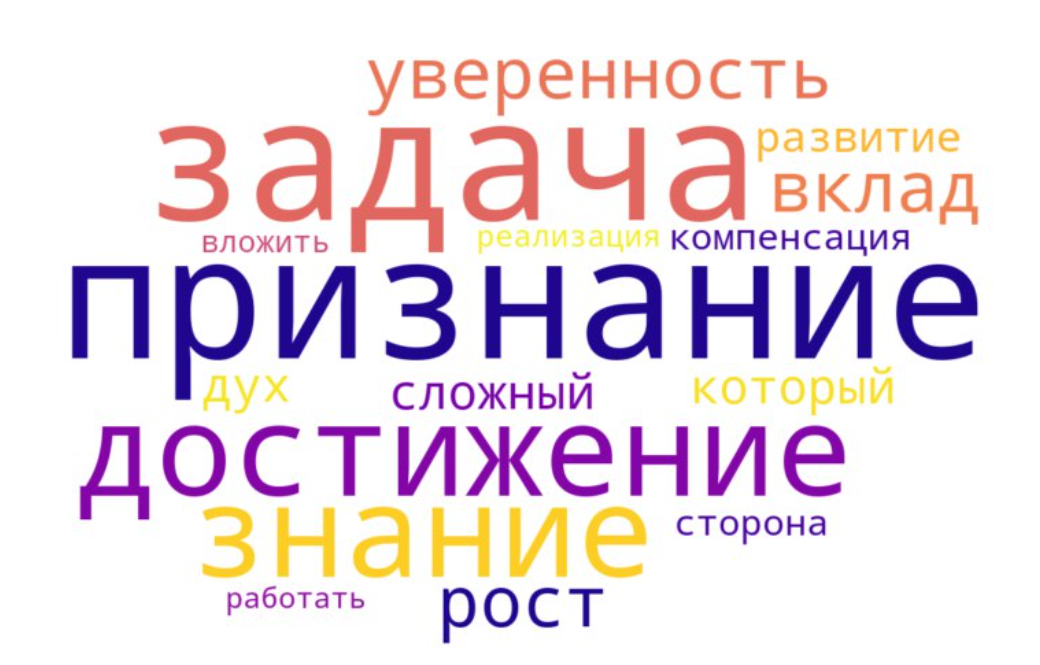 уверенность
задача развитие
вклад
вложить реализация компенсация
признание
дух сложный который
достижение
знание сторона
работать рост